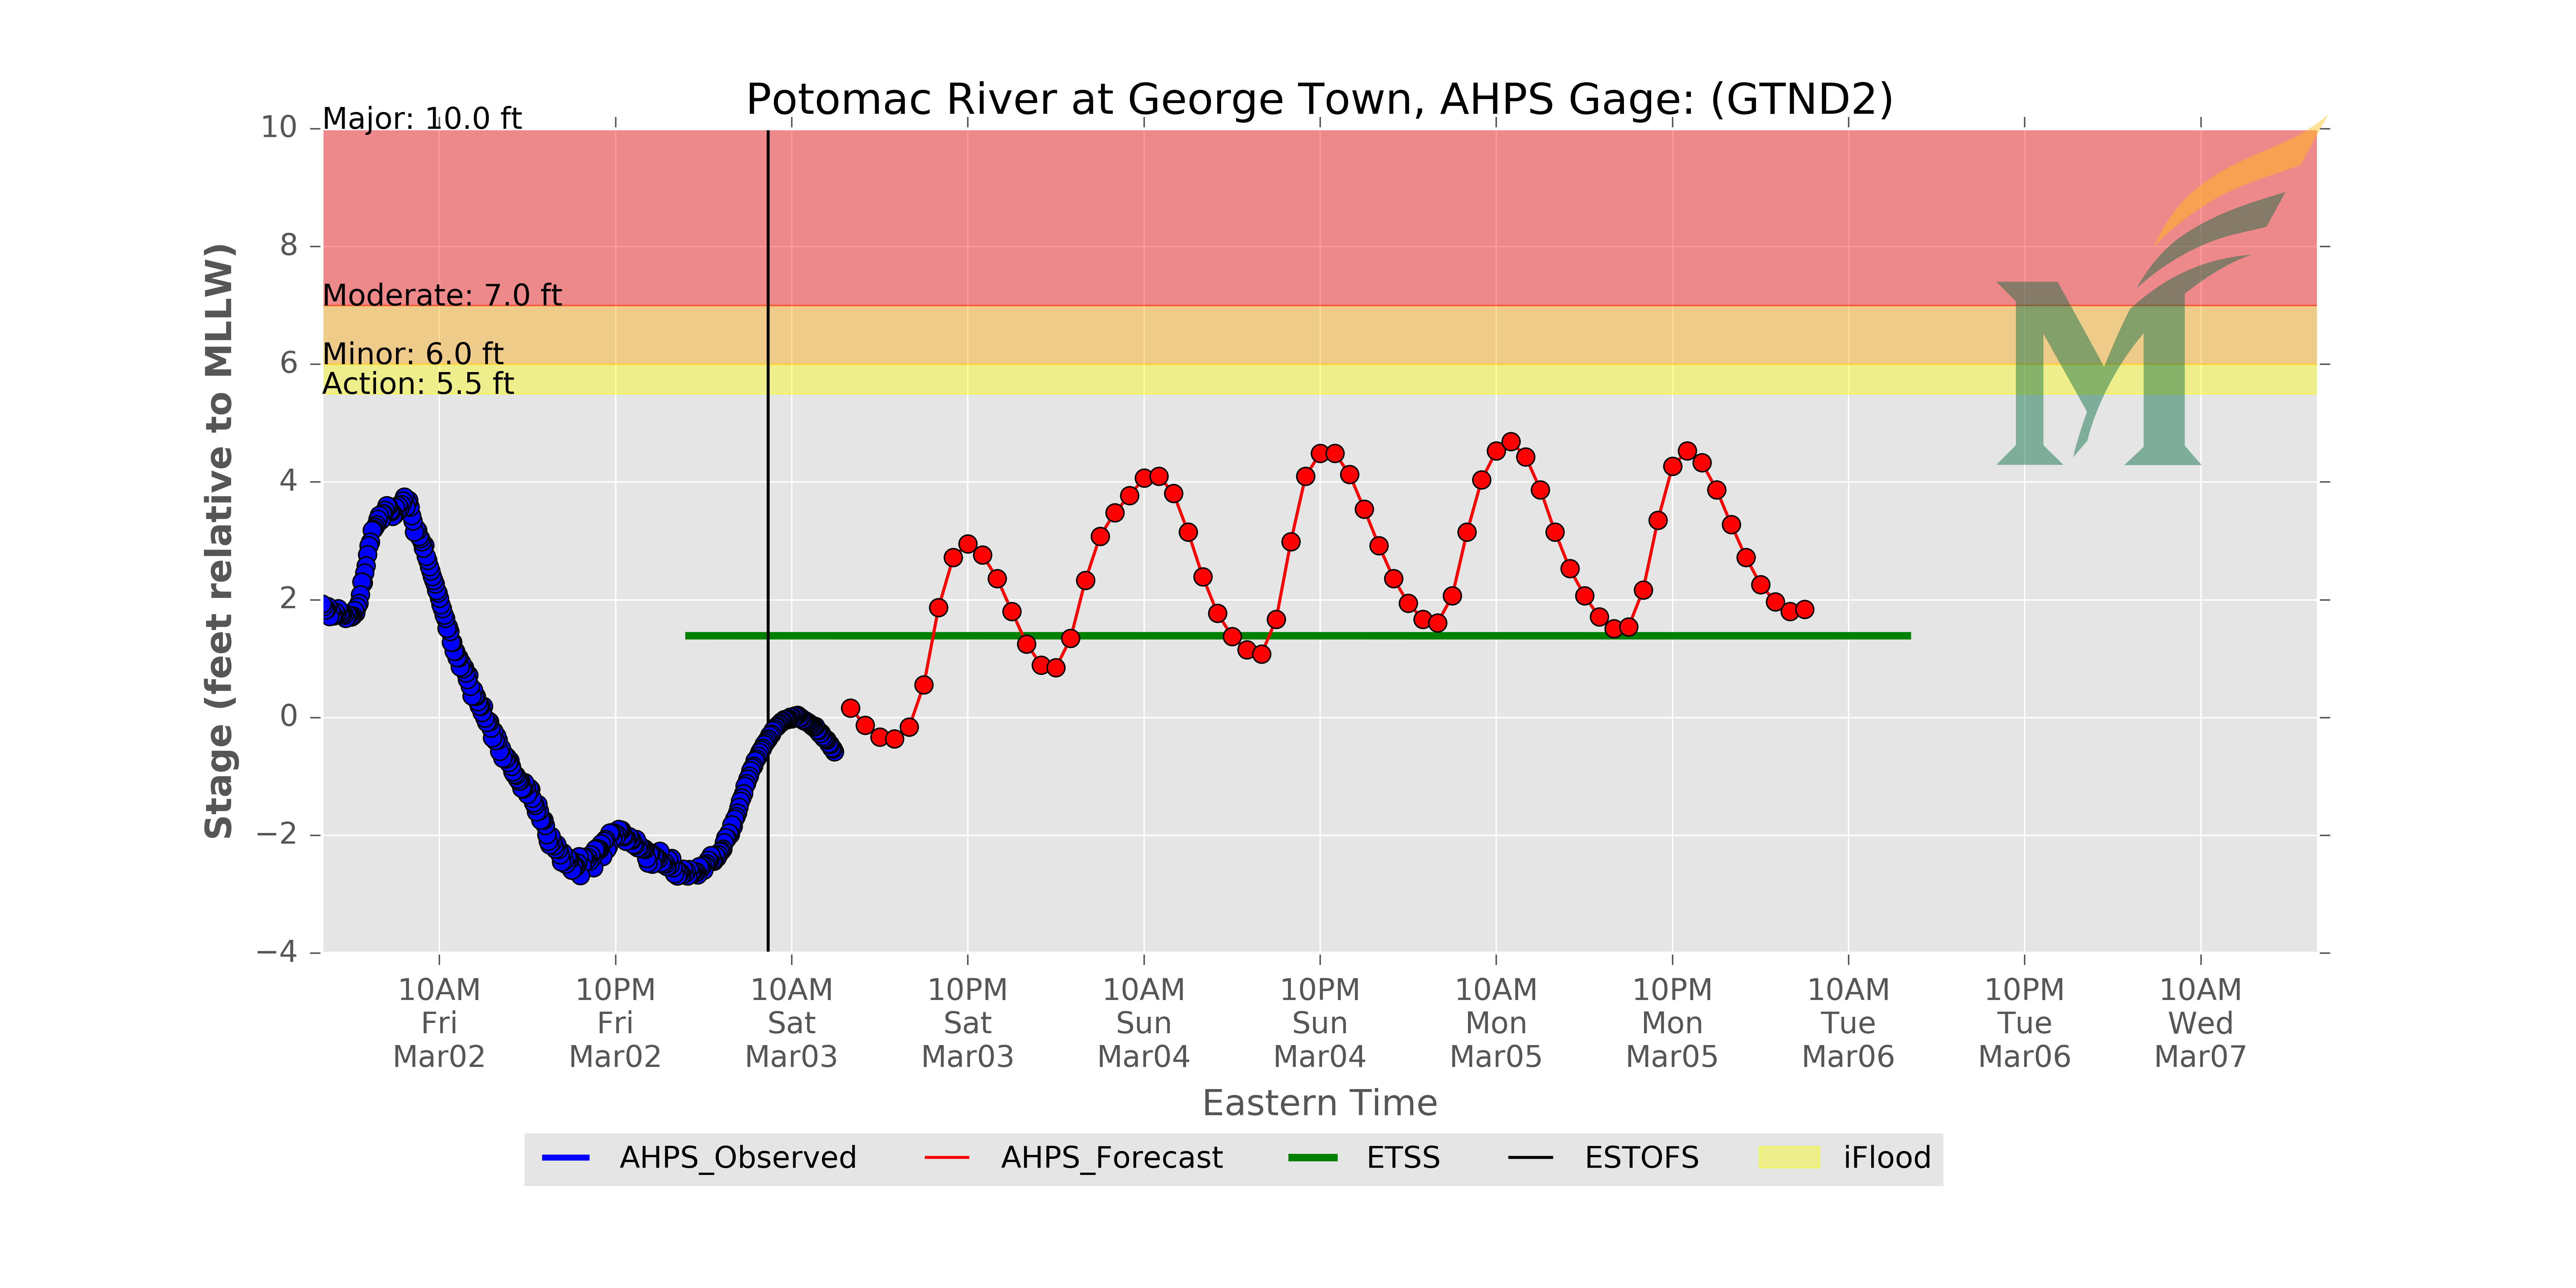 Potomac River at George Town, AHPS Gage: (GTND2)
Major: 10.0 ft
Moderate: 7.0 ft
Minor: 6.0 ft
Action: 5.5 ft
Stage (feet relative to MLLW)
10
8
6
4
2
0
−2
−4
10AM
Fri
Mar02
10PM
Fri
Mar02
10AM
Sat
Mar03
10PM
Sat
Mar03
10AM
Sun
Mar04
10PM
Sun
Mar04
10AM
Mon
Mar05
10PM
Mon
Mar05
10AM
Tue
Mar06
10PM
Tue
Mar06
10AM
Wed
Mar07
Eastern Time
AHPS_Observed
AHPS_Forecast
ETSS
ESTOFS
iFlood
M